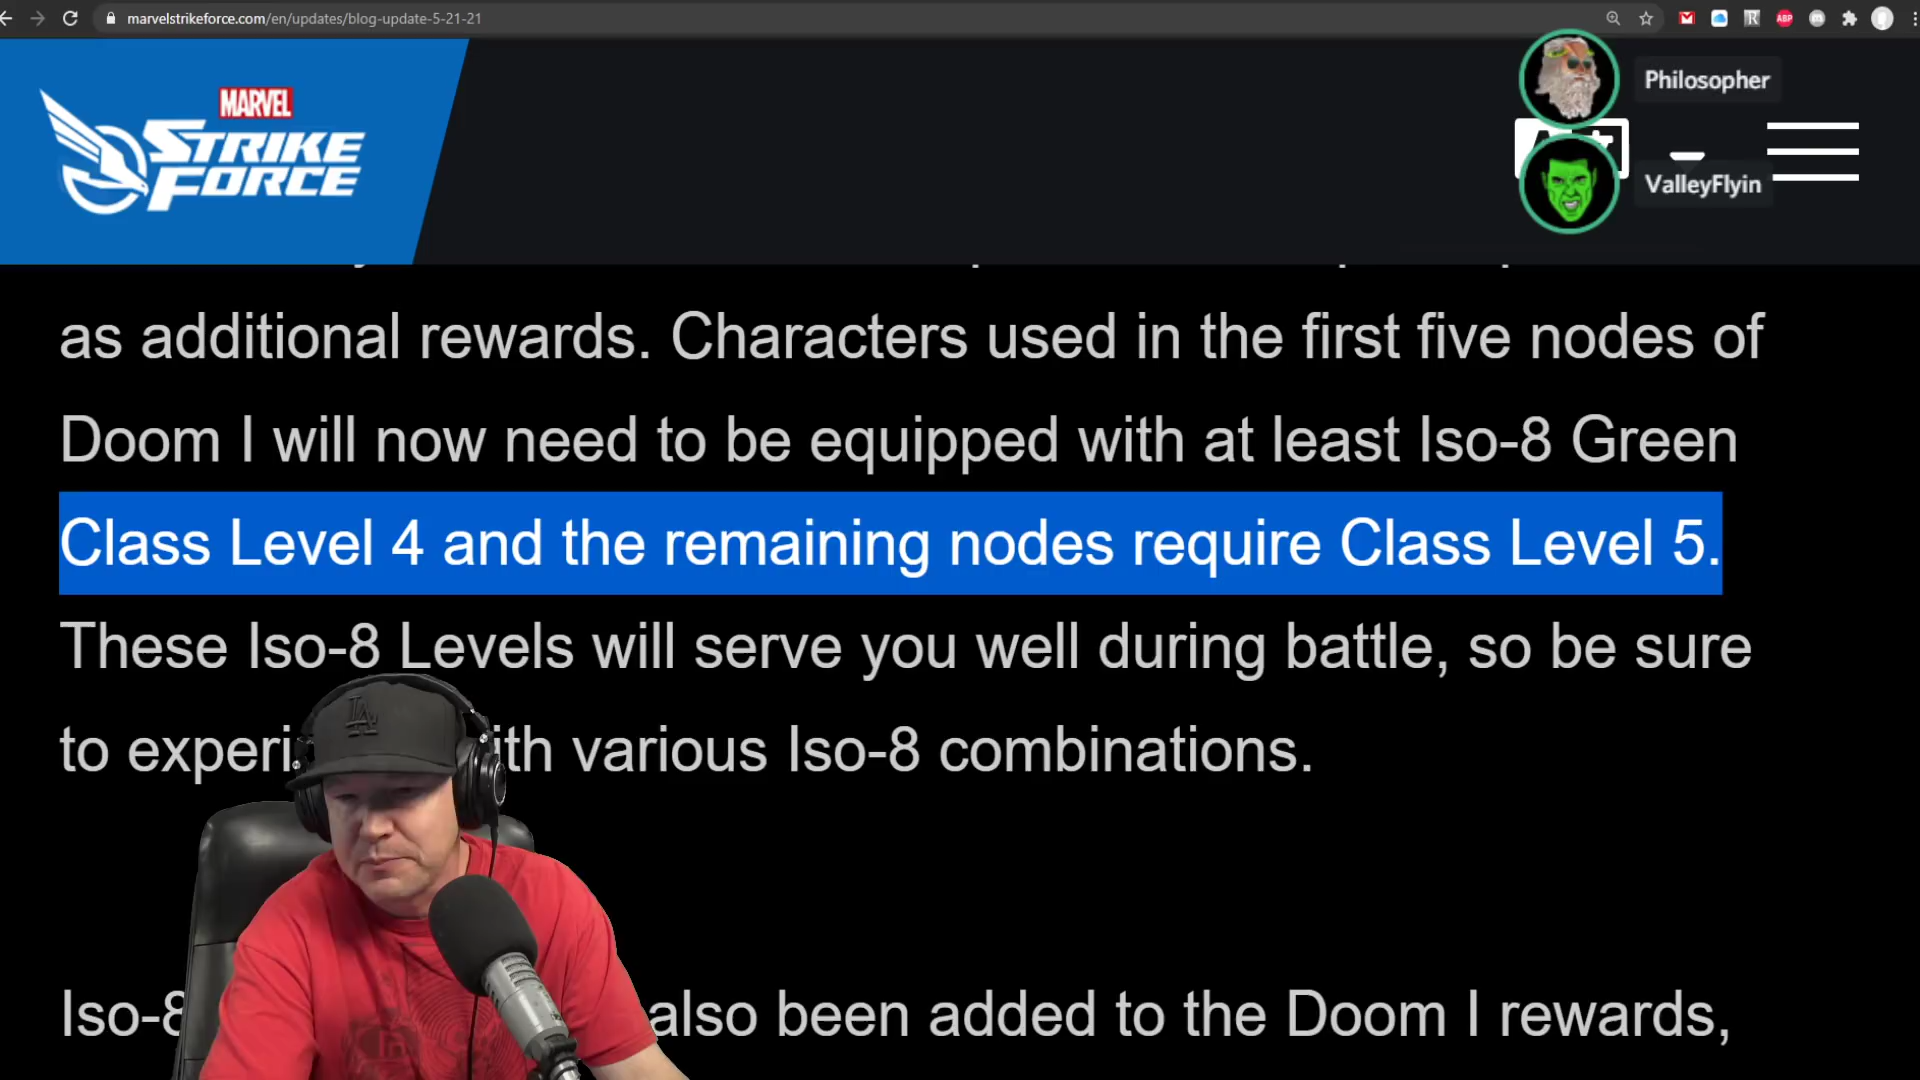 marvelstrikeforce.com/en/updates/blog-update-5-21-21
MARVEL
STRIKE
FORCE
Philosopher
ValleyFlyin
as additional rewards. Characters used in the first five nodes of
Doom I will now need to be equipped with at least Iso-8 Green
Class Level 4 and the remaining nodes require Class Level 5.
These Iso-8 Levels will serve you well during battle, so be sure
to experi ith various Iso-8 combinations.
Iso-8 also been added to the Doom I rewards,
LA
ABP